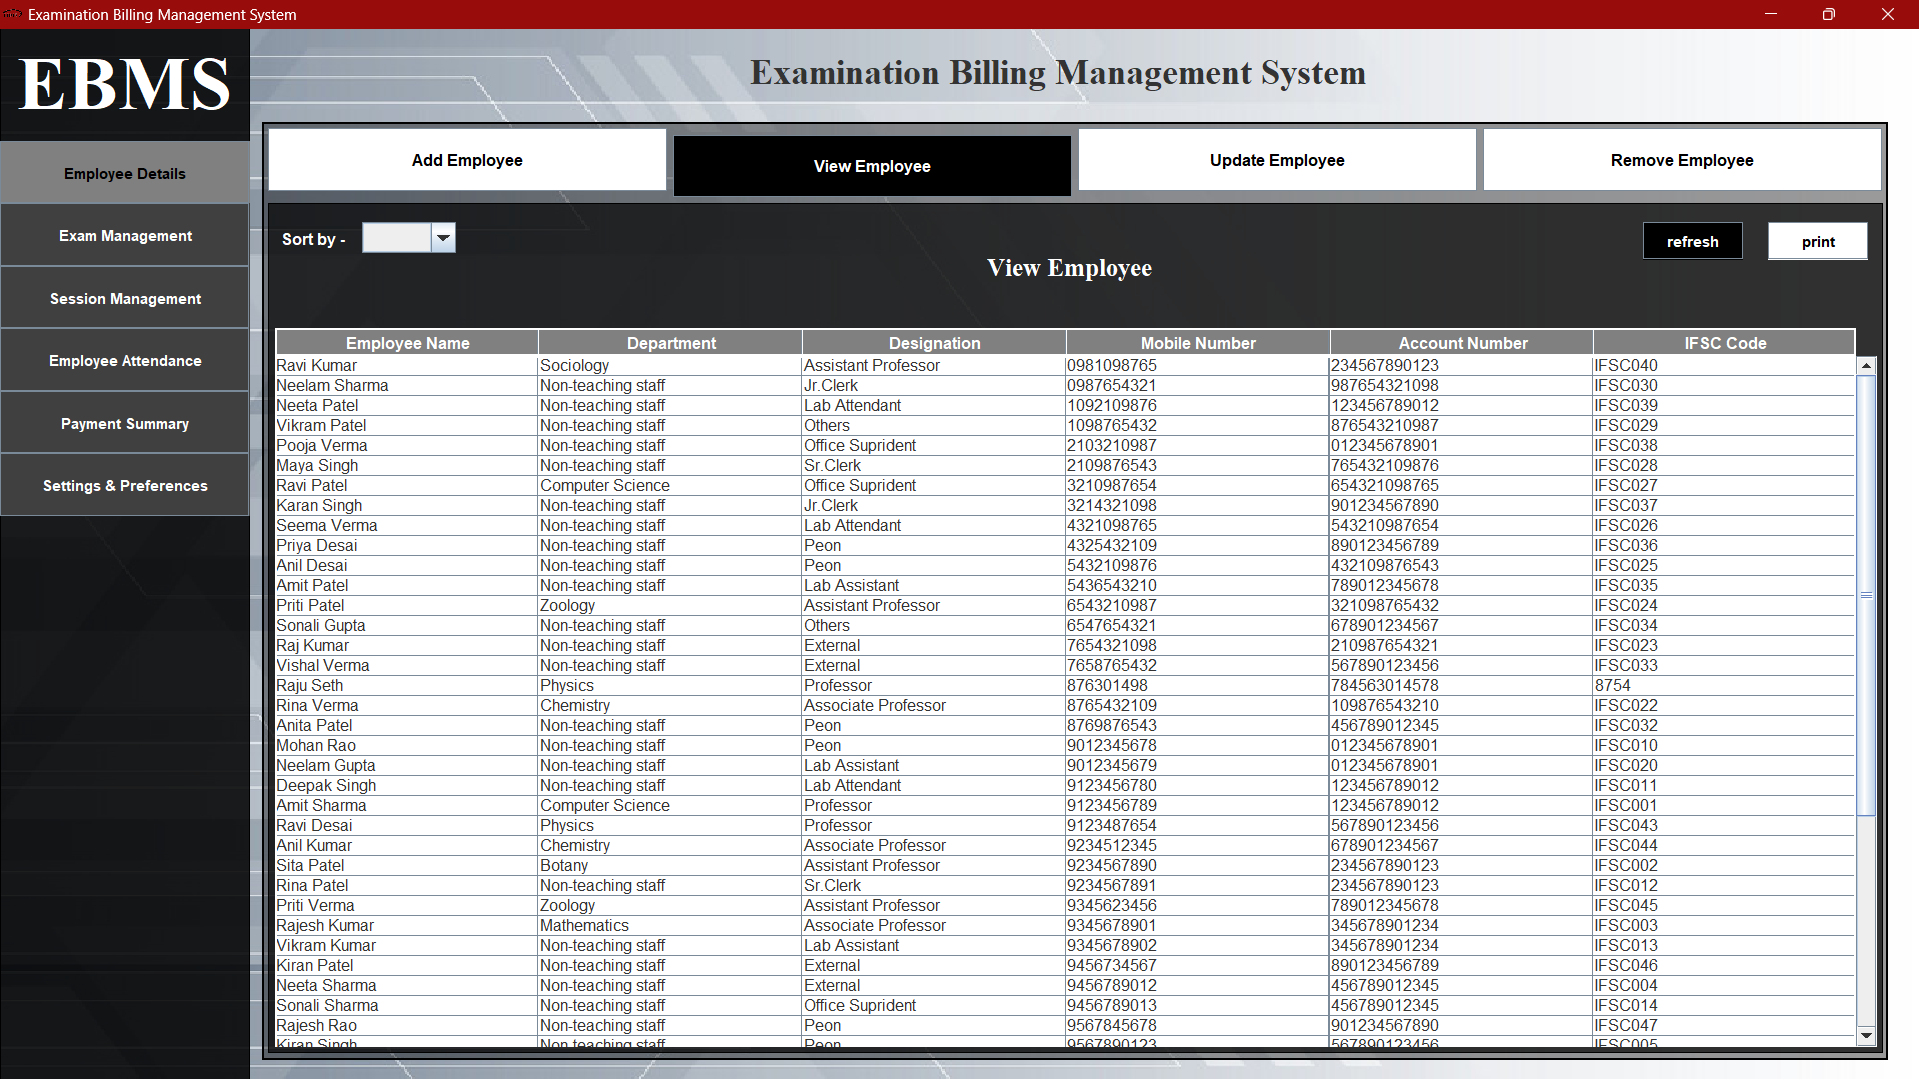 Examination Billing Management System
EBMS
Examination Billing Management System
Employee Details
Exam Management
Session Management
Employee Attendance
Payment Summary
Settings & Preferences
Add Employee View Employee Update Employee Remove Employee
Sort by - refresh print
View Employee
Employee Name Department Designation Mobile Number Account Number IFSC Code
Ravi Kumar Sociology Assistant Professor 0981098765 234567890123 IFSC040
Neelam Sharma Non-teaching staff Jr.Clerk 0987654321 987654321098 IFSC030
Neeta Patel Non-teaching staff Lab Attendant 1092109876 123456789012 IFSC039
Vikram Patel Non-teaching staff Others 1098765432 876543210987 IFSC029
Pooja Verma Non-teaching staff Office Suprident 2103210987 012345678901 IFSC038
Maya Singh Non-teaching staff Sr.Clerk 2109876543 765432109876 IFSC028
Ravi Patel Computer Science Office Suprident 3210987654 654321098765 IFSC027
Karan Singh Non-teaching staff Jr.Clerk 3214321098 901234567890 IFSC037
Seema Verma Non-teaching staff Lab Attendant 4321098765 543210987654 IFSC026
Priya Desai Non-teaching staff Peon 4325432109 890123456789 IFSC036
Anil Desai Non-teaching staff Peon 5432109876 432109876543 IFSC025
Amit Patel Non-teaching staff Lab Assistant 5436543210 789012345678 IFSC035
Priti Patel Zoology Assistant Professor 6543210987 321098765432 IFSC024
Sonali Gupta Non-teaching staff Others 6547654321 678901234567 IFSC034
Raj Kumar Non-teaching staff External 7654321098 210987654321 IFSC023
Vishal Verma Non-teaching staff External 7658765432 567890123456 IFSC033
Raju Seth Physics Professor 876301498 784563014578 8754
Rina Verma Chemistry Associate Professor 8765432109 109876543210 IFSC022
Anita Patel Non-teaching staff Peon 8769876543 456789012345 IFSC032
Mohan Rao Non-teaching staff Peon 9012345678 012345678901 IFSC010
Neelam Gupta Non-teaching staff Lab Assistant 9012345679 012345678901 IFSC020
Deepak Singh Non-teaching staff Lab Attendant 9123456780 123456789012 IFSC011
Amit Sharma Computer Science Professor 9123456789 123456789012 IFSC001
Ravi Desai Physics Professor 9123487654 567890123456 IFSC043
Anil Kumar Chemistry Associate Professor 9234512345 678901234567 IFSC044
Sita Patel Botany Assistant Professor 9234567890 234567890123 IFSC002
Rina Patel Non-teaching staff Sr.Clerk 9234567891 234567890123 IFSC012
Priti Verma Zoology Assistant Professor 9345623456 789012345678 IFSC045
Rajesh Kumar Mathematics Associate Professor 9345678901 345678901234 IFSC003
Vikram Kumar Non-teaching staff Lab Assistant 9345678902 345678901234 IFSC013
Kiran Patel Non-teaching staff External 9456734567 890123456789 IFSC046
Neeta Sharma Non-teaching staff External 9456789012 456789012345 IFSC004
Sonali Sharma Non-teaching staff Office Suprident 9456789013 456789012345 IFSC014
Rajesh Rao Non-teaching staff Peon 9567845678 901234567890 IFSC047
Kiran Singh Non-teaching staff Peon 9567890123 567890123456 IFSC005